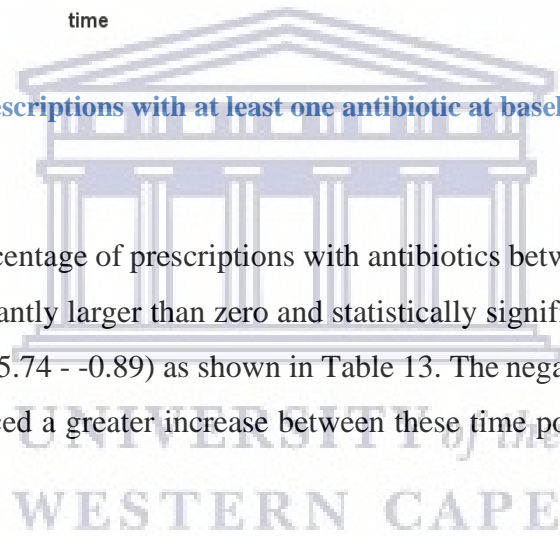 time
escriptions with at least one antibiotic at basel
centage of prescriptions with antibiotics betw
antly larger than zero and statistically signif
5.74 - -0.89) as shown in Table 13. The nega
ced a greater increase between these time po
UNIVERSITY of the
WESTERN CAPE